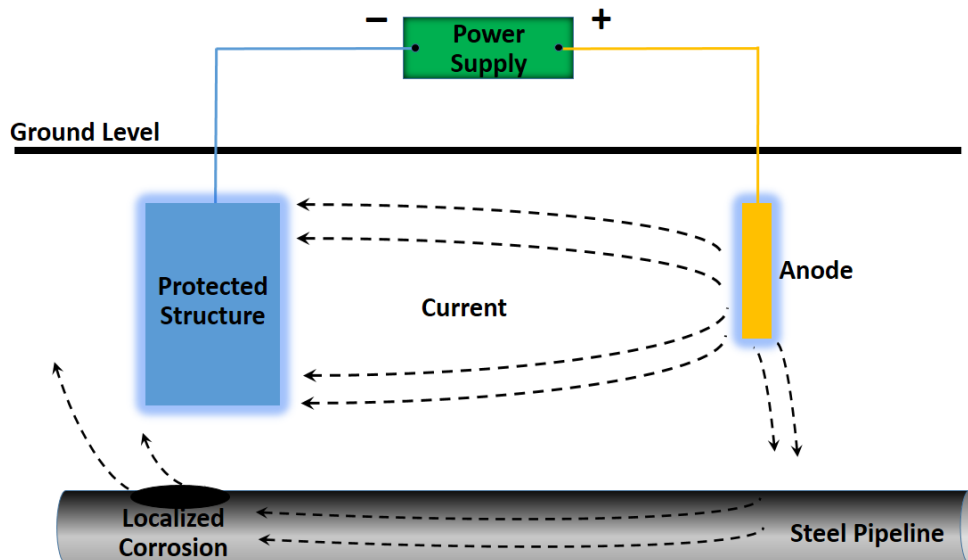 −
+
Power
Supply
Ground Level
Protected
Structure
Anode
Current
Localized
Corrosion
Steel Pipeline